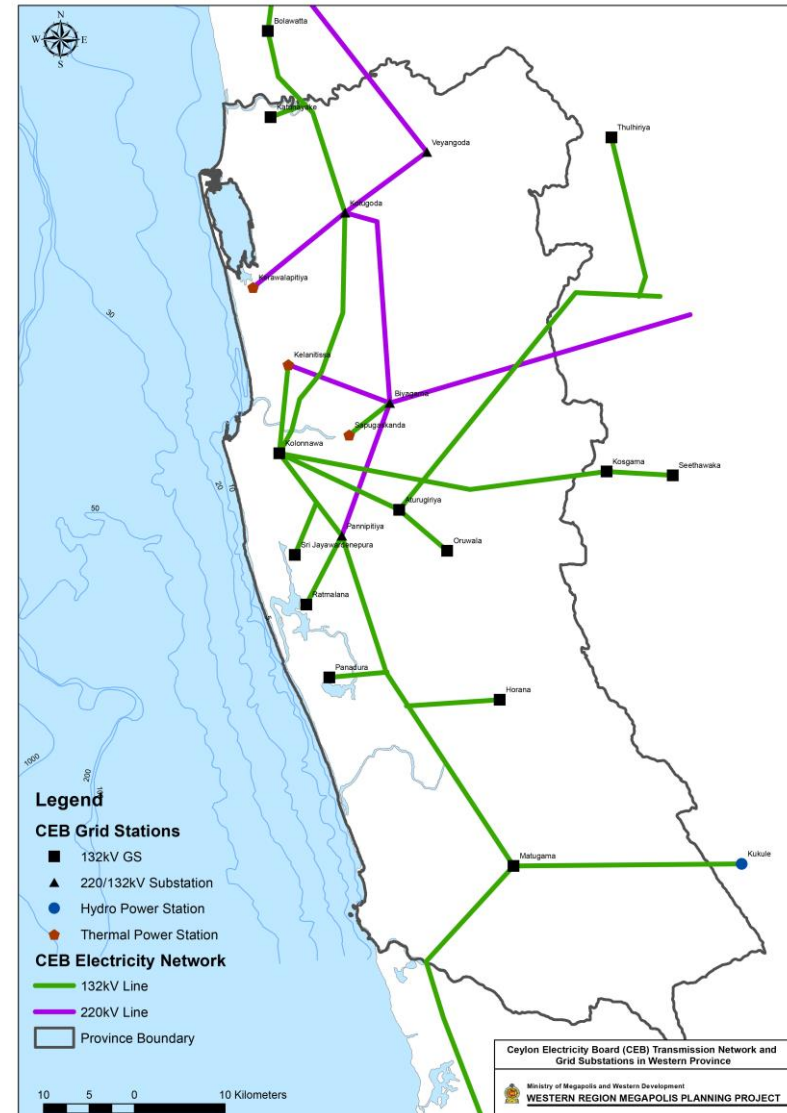 N
W
E
S
Bolawatta
Katunayake
Veyangoda
Thulhiriya
Kotugoda
Kerawalapitiya
30
Kelanitissa
Biyagama
Sapugaskanda
Kolonnawa
Kosgama
Seethawaka
20
10
50
Aturugiriya
Pannipitiya
Sri Jayawardenepura
Oruwala
Ratmalana
5
Panadura
Horana
1000
200
Matugama
Kukule
Legend
CEB Grid Stations
132kV GS
220/132kV Substation
Hydro Power Station
Thermal Power Station
CEB Electricity Network
132kV Line
220kV Line
Province Boundary
10 5 0 10 Kilometers
Ceylon Electricity Board (CEB) Transmission Network and
Grid Substations in Western Province
Ministry of Megapolis and Western Development
WESTERN REGION MEGAPOLIS PLANNING PROJECT